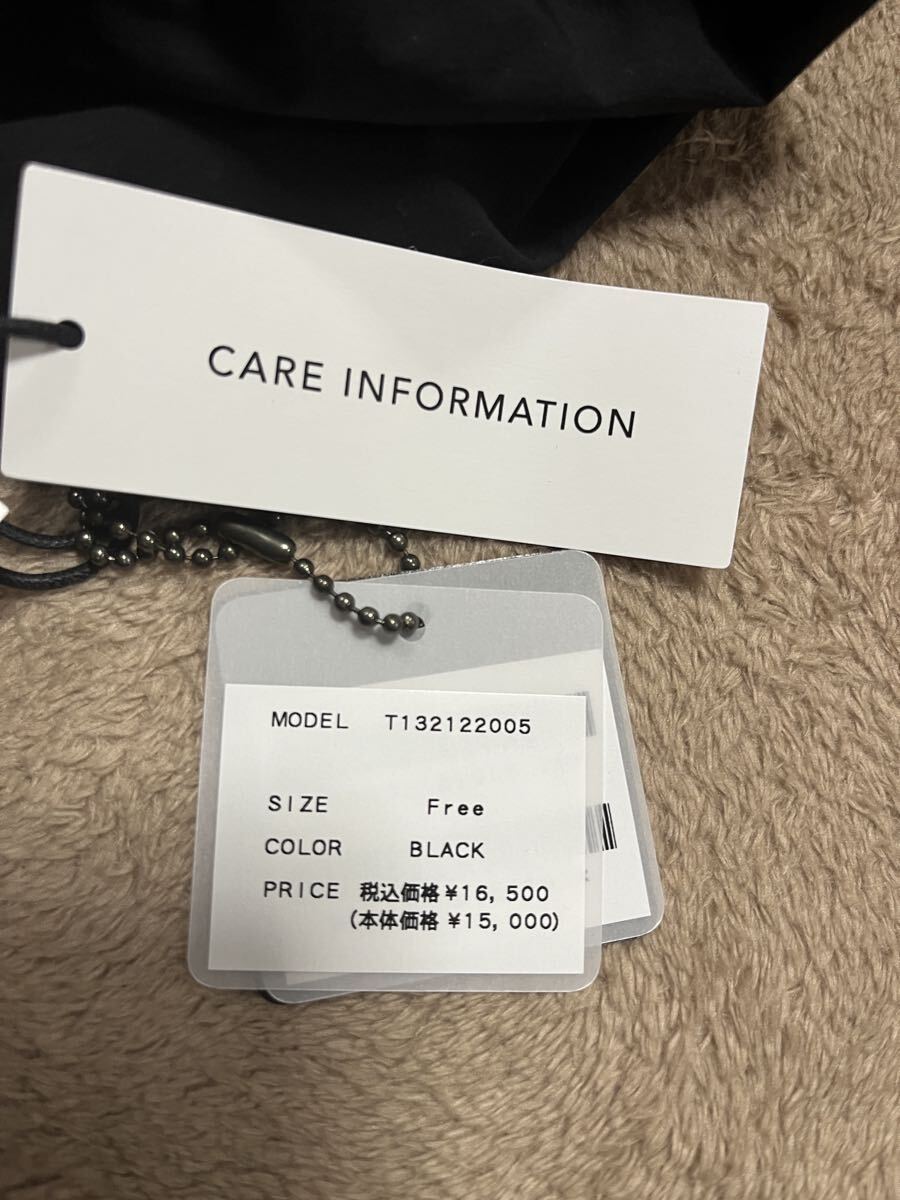 CARE INFORMATION
MODEL T132122005
SIZE Free
COLOR BLACK
PRICE 税込価格¥16,500
(本体価格 ¥15,000)